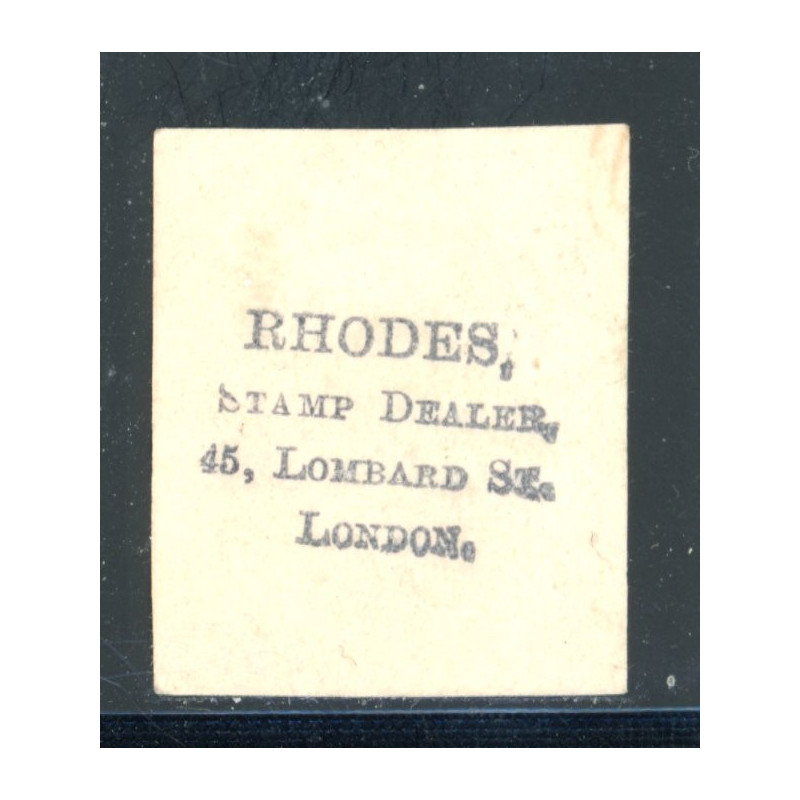 RHODES,
STAMP DEALER,
45, LOMBARD ST.
LONDON.